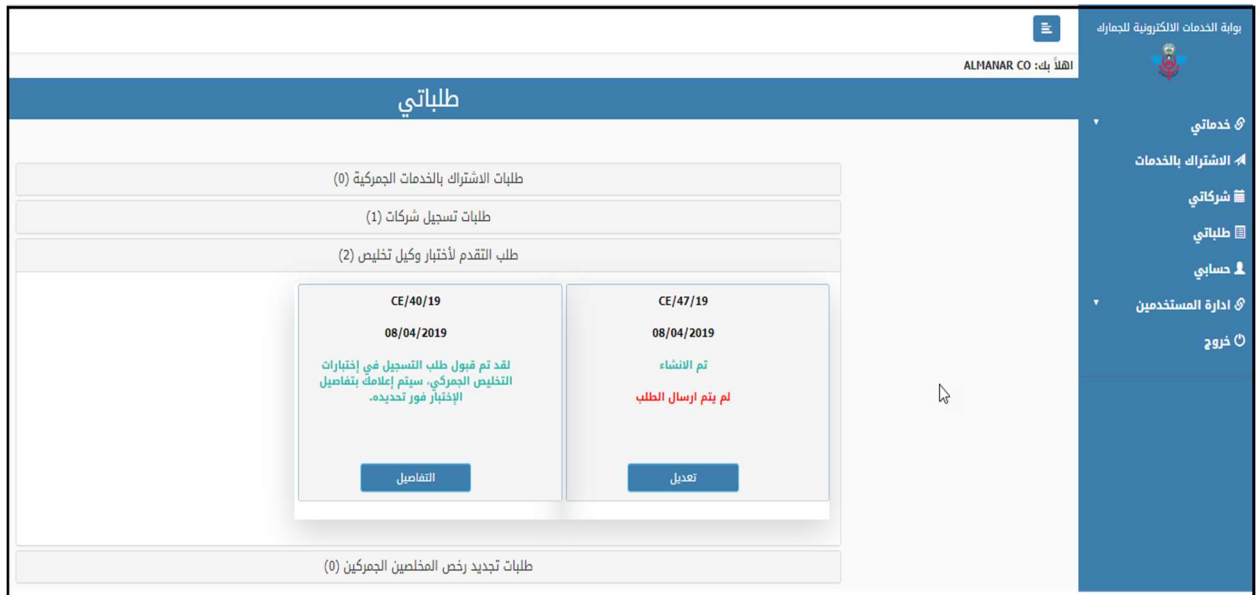 بوابة الخدمات الالكترونية للجمارك
اهلاً بك: ALMANAR CO
خدماتي
الاشتراك بالخدمات
شركاتي
طلباتي
حسابي
ادارة المستخدمين
خروج
طلباتي
طلبات الاشتراك بالخدمات الجمركية (0)
طلبات تسجيل شركات (1)
طلب التقدم لأختبار وكيل تخليص (2)
CE/47/19
08/04/2019
تم الانشاء
لم يتم ارسال الطلب
تعديل
CE/40/19
08/04/2019
لقد تم قبول طلب التسجيل في إختبارات
التخليص الجمركي، سيتم إعلامك بتفاصيل
الإختبار فور تحديده.
التفاصيل
طلبات تجديد رخص المخلصين الجمركين (0)